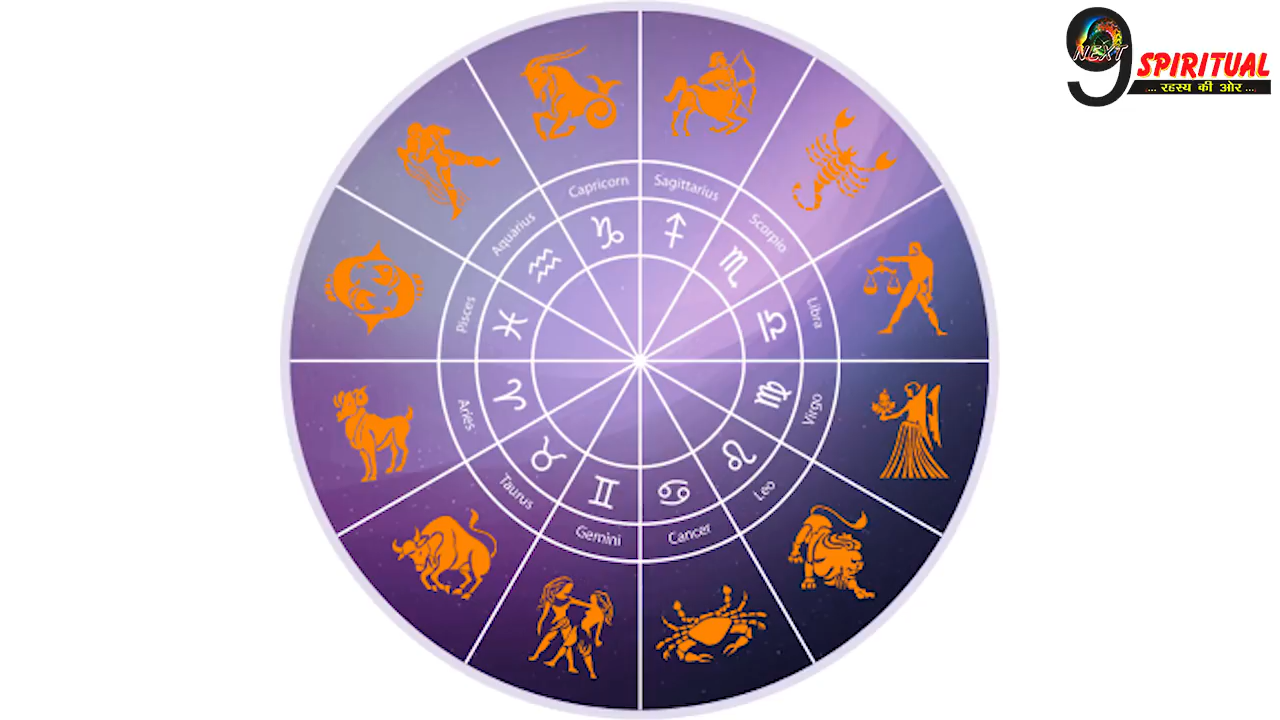 NEXT
9
SPIRITUAL
... रहस्य की ओर ...
Capricorn
Sagittarius
Aquarius
Scorpio
Pisces
Libra
Aries
Virgo
Taurus
Leo
Gemini
Cancer